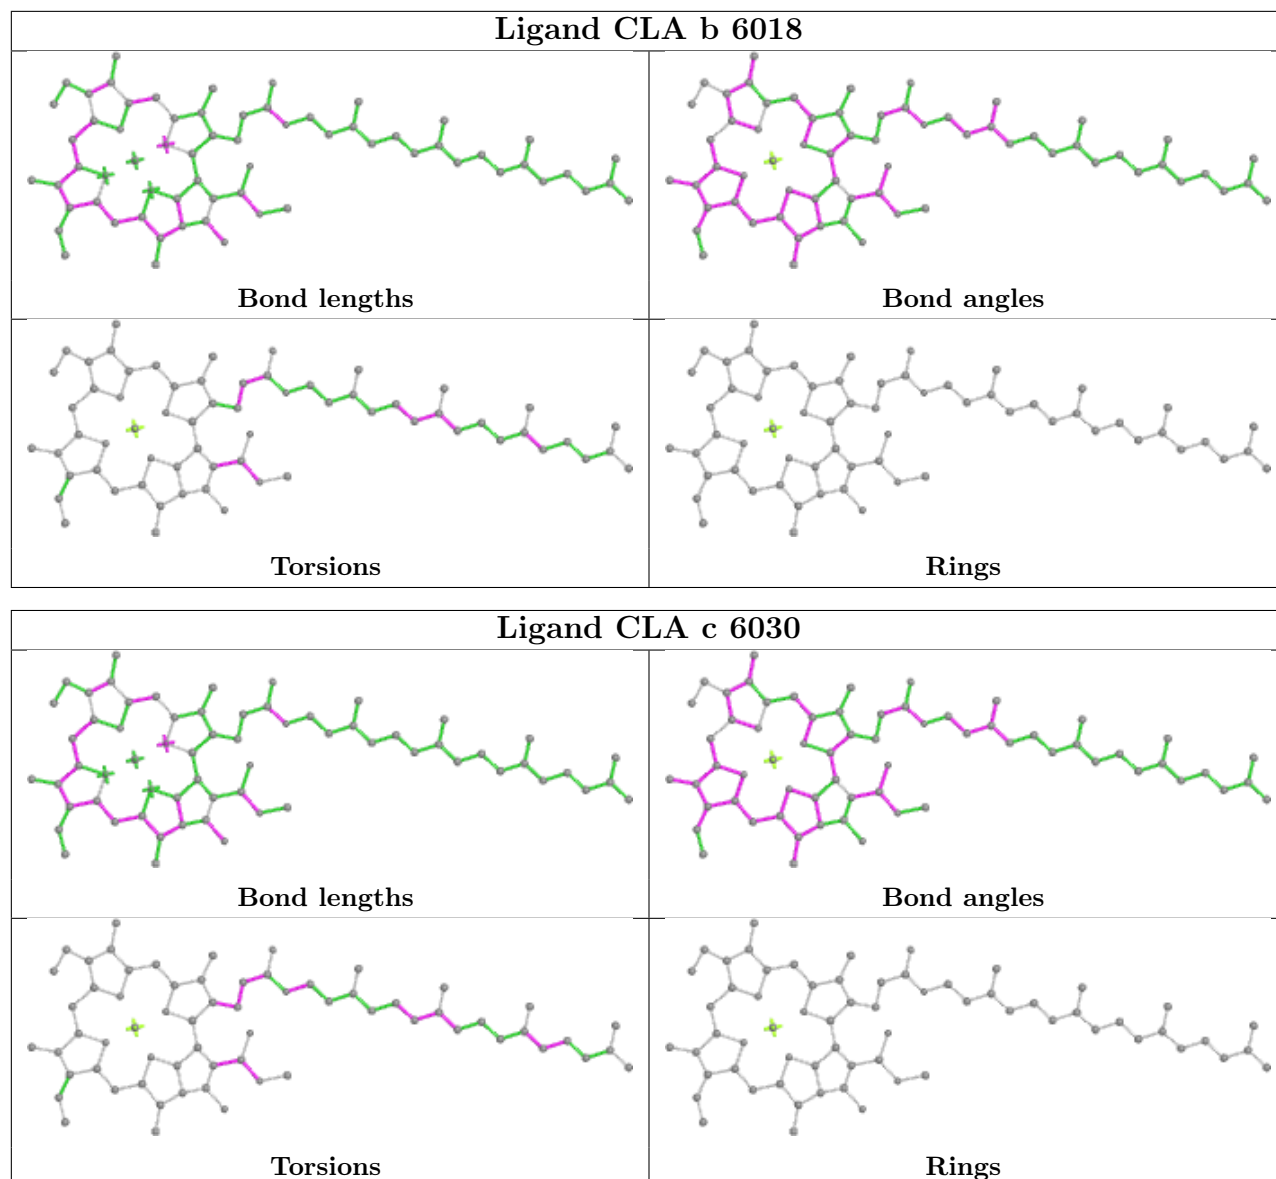 Ligand CLA b 6018
Bond lengths
Bond angles
Torsions
Rings
Ligand CLA c 6030
Bond lengths
Bond angles
Torsions
Rings